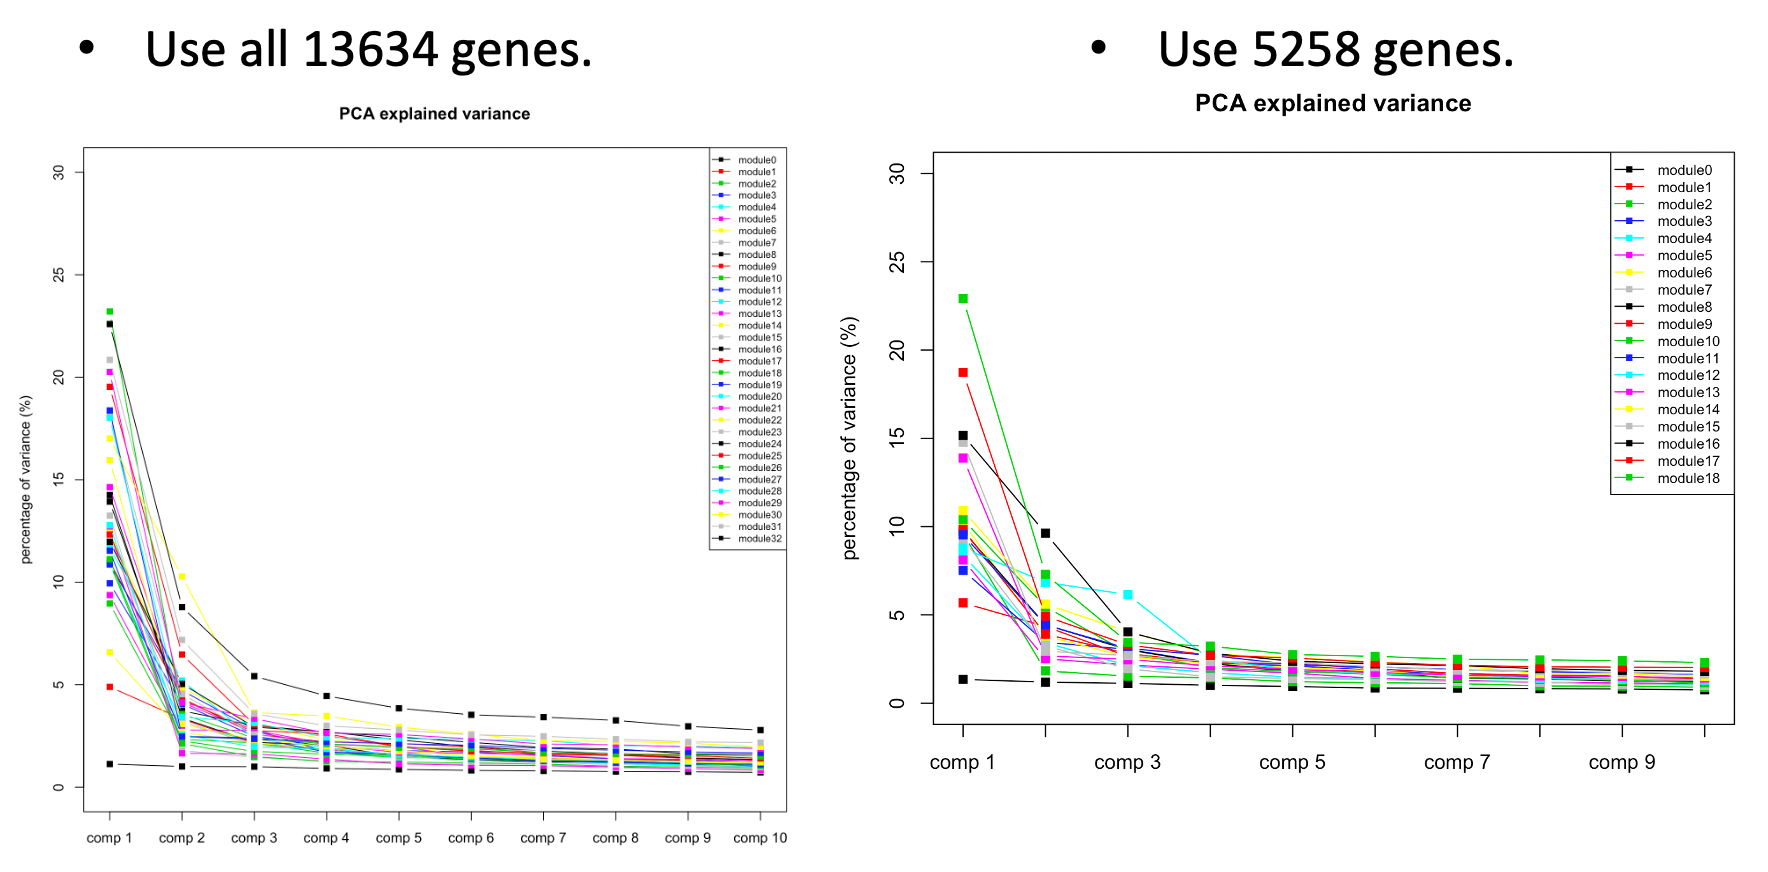 • Use all 13634 genes.
PCA explained variance
percentage of variance (%)
30
25
20
15
10
5
0
comp 1 comp 2 comp 3 comp 4 comp 5 comp 6 comp 7 comp 8 comp 9 comp 10
module0
module1
module2
module3
module4
module5
module6
module7
module8
module9
module10
module11
module12
module13
module14
module15
module16
module17
module18
module19
module20
module21
module22
module23
module24
module25
module26
module27
module28
module29
module30
module31
module32
• Use 5258 genes.
PCA explained variance
percentage of variance (%)
30
25
20
15
10
5
0
comp 1 comp 3 comp 5 comp 7 comp 9
module0
module1
module2
module3
module4
module5
module6
module7
module8
module9
module10
module11
module12
module13
module14
module15
module16
module17
module18